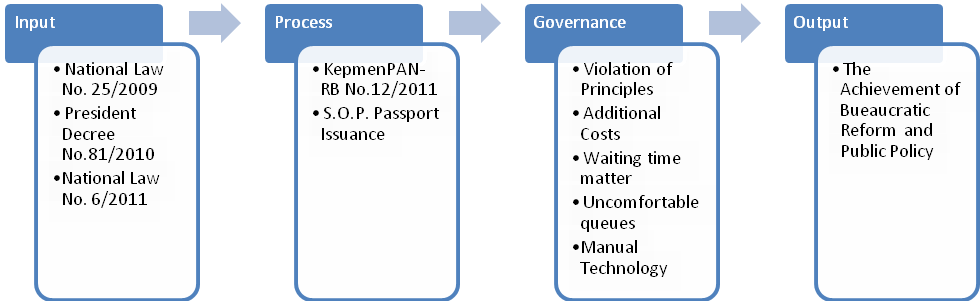 Input
• National Law
No. 25/2009
• President
Decree
No.81/2010
•National Law
No. 6/2011
Process
• KepmenPAN-
RB No.12/2011
• S.O.P. Passport
Issuance
Governance
• Violation of
Principles
• Additional
Costs
• Waiting time
matter
• Uncomfortable
queues
•Manual
Technology
Output
• The
Achievement of
Bueaucratic
Reform and
Public Policy